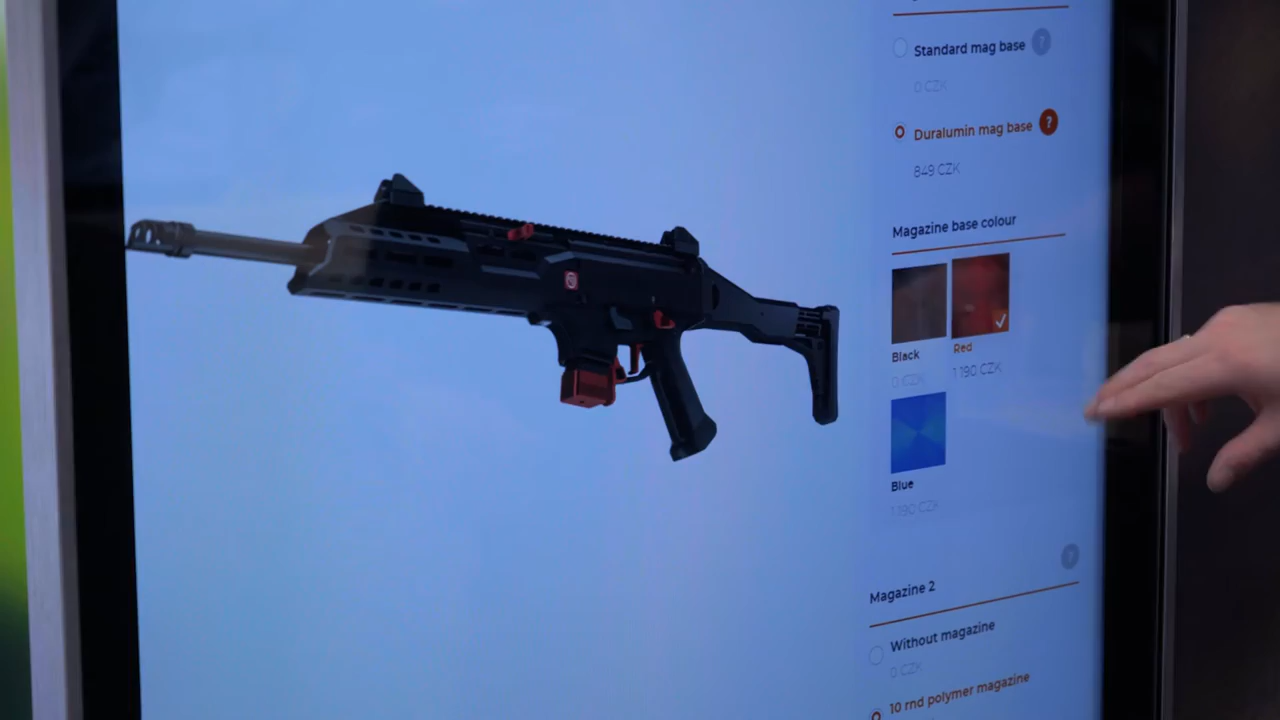 Standard mag base ?
0 CZK
Duralumin mag base ?
849 CZK
Magazine base colour
Black
0 CZK
Red
1 190 CZK
Blue
1 190 CZK
?
Magazine 2
Without magazine
0 CZK
10 rnd polymer magazine